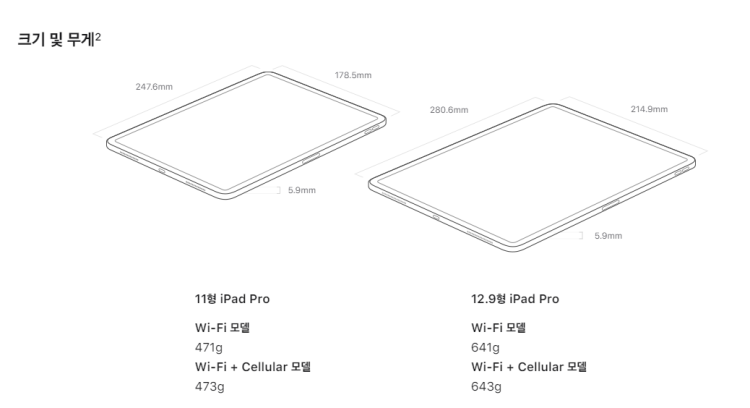 크기 및 무게2
247.6mm
178.5mm
5.9mm
280.6mm
214.9mm
5.9mm
11형 iPad Pro
Wi-Fi 모델
471g
Wi-Fi + Cellular 모델
473g
12.9형 iPad Pro
Wi-Fi 모델
641g
Wi-Fi + Cellular 모델
643g